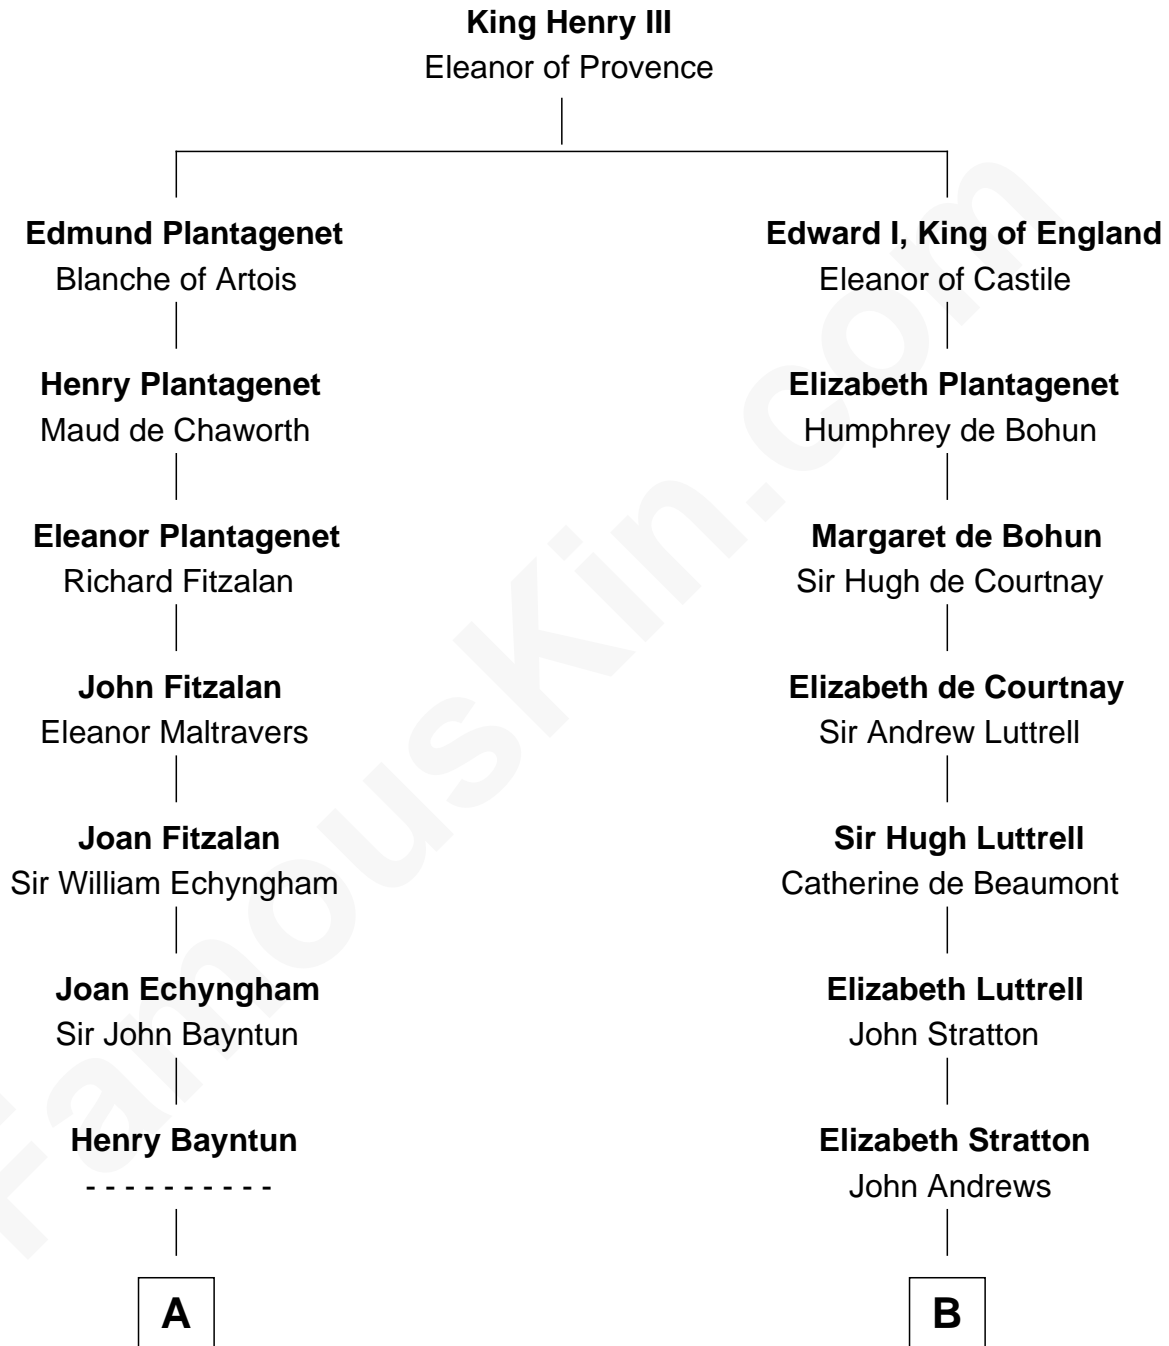 King Henry III
Eleanor of Provence
Edmund Plantagenet
Blanche of Artois
Henry Plantagenet
Maud de Chaworth
Eleanor Plantagenet
Richard Fitzalan
John Fitzalan
Eleanor Maltravers
Joan Fitzalan
Sir William Echyngham
Joan Echyngham
Sir John Bayntun
Henry Bayntun
- - - - - - - - - -
A
Edward I, King of England
Eleanor of Castile
Elizabeth Plantagenet
Humphrey de Bohun
Margaret de Bohun
Sir Hugh de Courtnay
Elizabeth de Courtnay
Sir Andrew Luttrell
Sir Hugh Luttrell
Catherine de Beaumont
Elizabeth Luttrell
John Stratton
Elizabeth Stratton
John Andrews
B
FamousKin.com